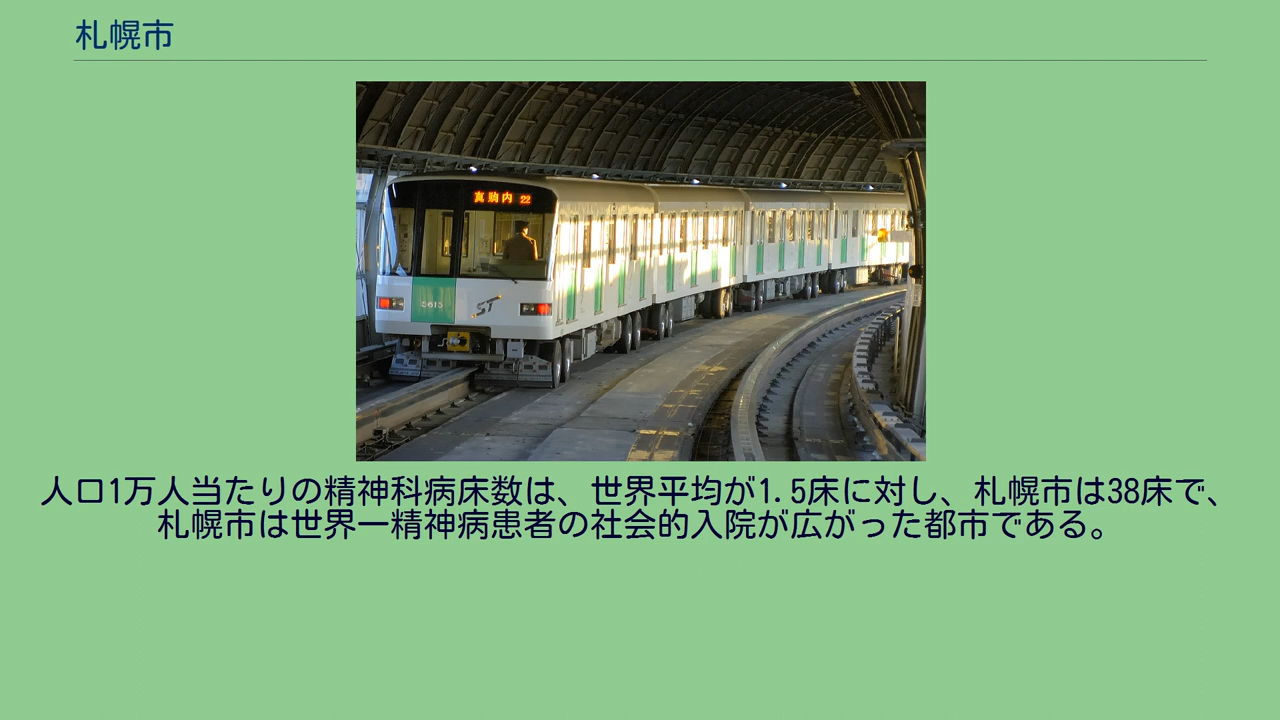 札幌市
真駒内 22
ST
人口1万人当たりの精神科病床数は、世界平均が1.5床に対し、札幌市は38床で、
札幌市は世界一精神病患者の社会的入院が広がった都市である。